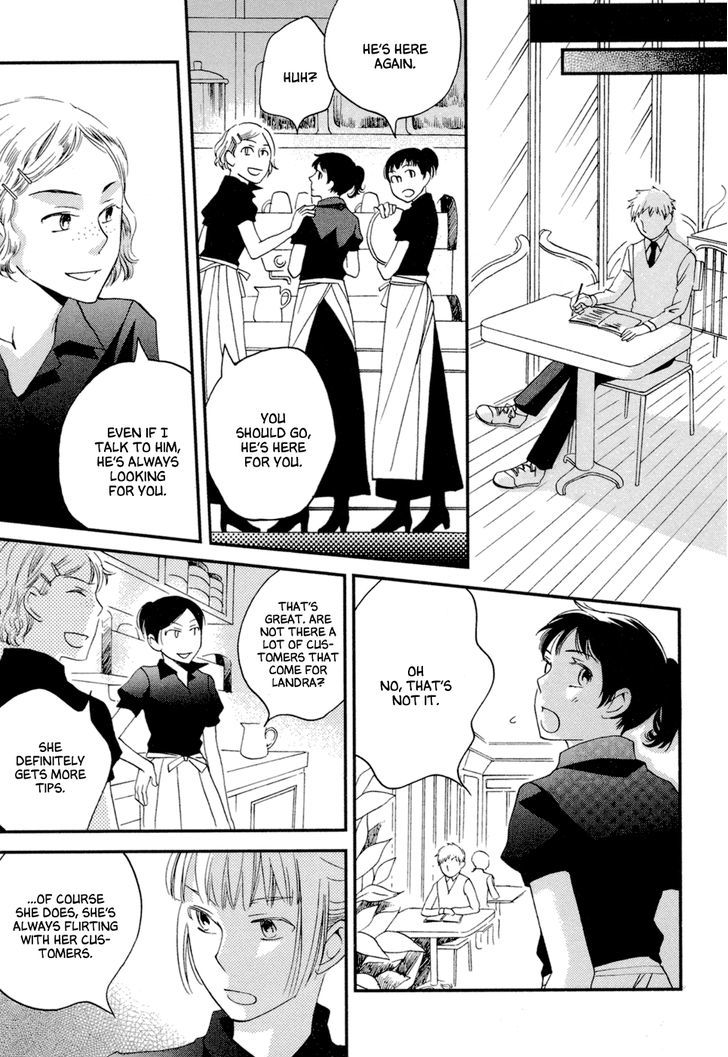 HE'S HERE
AGAIN.
HUH?
YOU
SHOULD GO,
HE'S HERE
FOR YOU.
EVEN IF I
TALK TO HIM,
HE'S ALWAYS
LOOKING
FOR YOU.
OH
NO, THAT'S
NOT IT.
THAT'S
GREAT. ARE
NOT THERE A
LOT OF CUS-
TOMERS THAT
COME FOR
LANDRA?
SHE
DEFINITELY
GETS MORE
TIPS.
...OF COURSE
SHE DOES, SHE'S
ALWAYS FLIRTING
WITH HER CUS-
TOMERS.